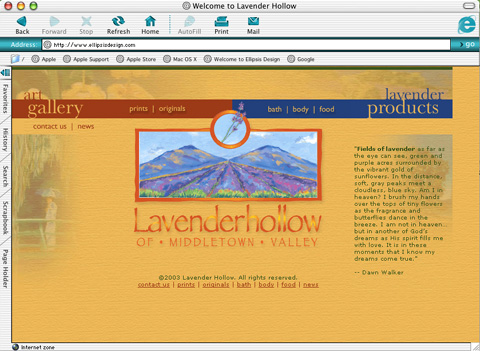 Welcome to Lavender Hollow
Back Forward Stop Refresh Home AutoFill Print Mail
Address: http://www.ellipsisdesign.com go
Apple Apple Support Apple Store Mac OS X Welcome to Ellipsis Design Google
Favorites
History
Search
Scrapbook
Page Holder
art
gallery
prints | originals
bath | body | food
lavender
products
contact us | news
Lavenderhollow
OF • MIDDLETOWN • VALLEY
"Fields of lavender as far as
the eye can see, green and
purple acres surrounded by
the vibrant gold of
sunflowers. In the distance,
soft, gray peaks meet a
cloudless, blue sky. Am I in
heaven? I brush my hands
over the tops of tiny flowers
as the fragrance and
butterflies dance in the
breeze. I am not in heaven...
but in another of God's
dreams as His spirit fills me
with love. It is in these
moments that I know my
dreams come true."
-- Dawn Walker
©2003 Lavender Hollow. All rights reserved.
contact us | prints | originals | bath | body | food | news
Internet zone